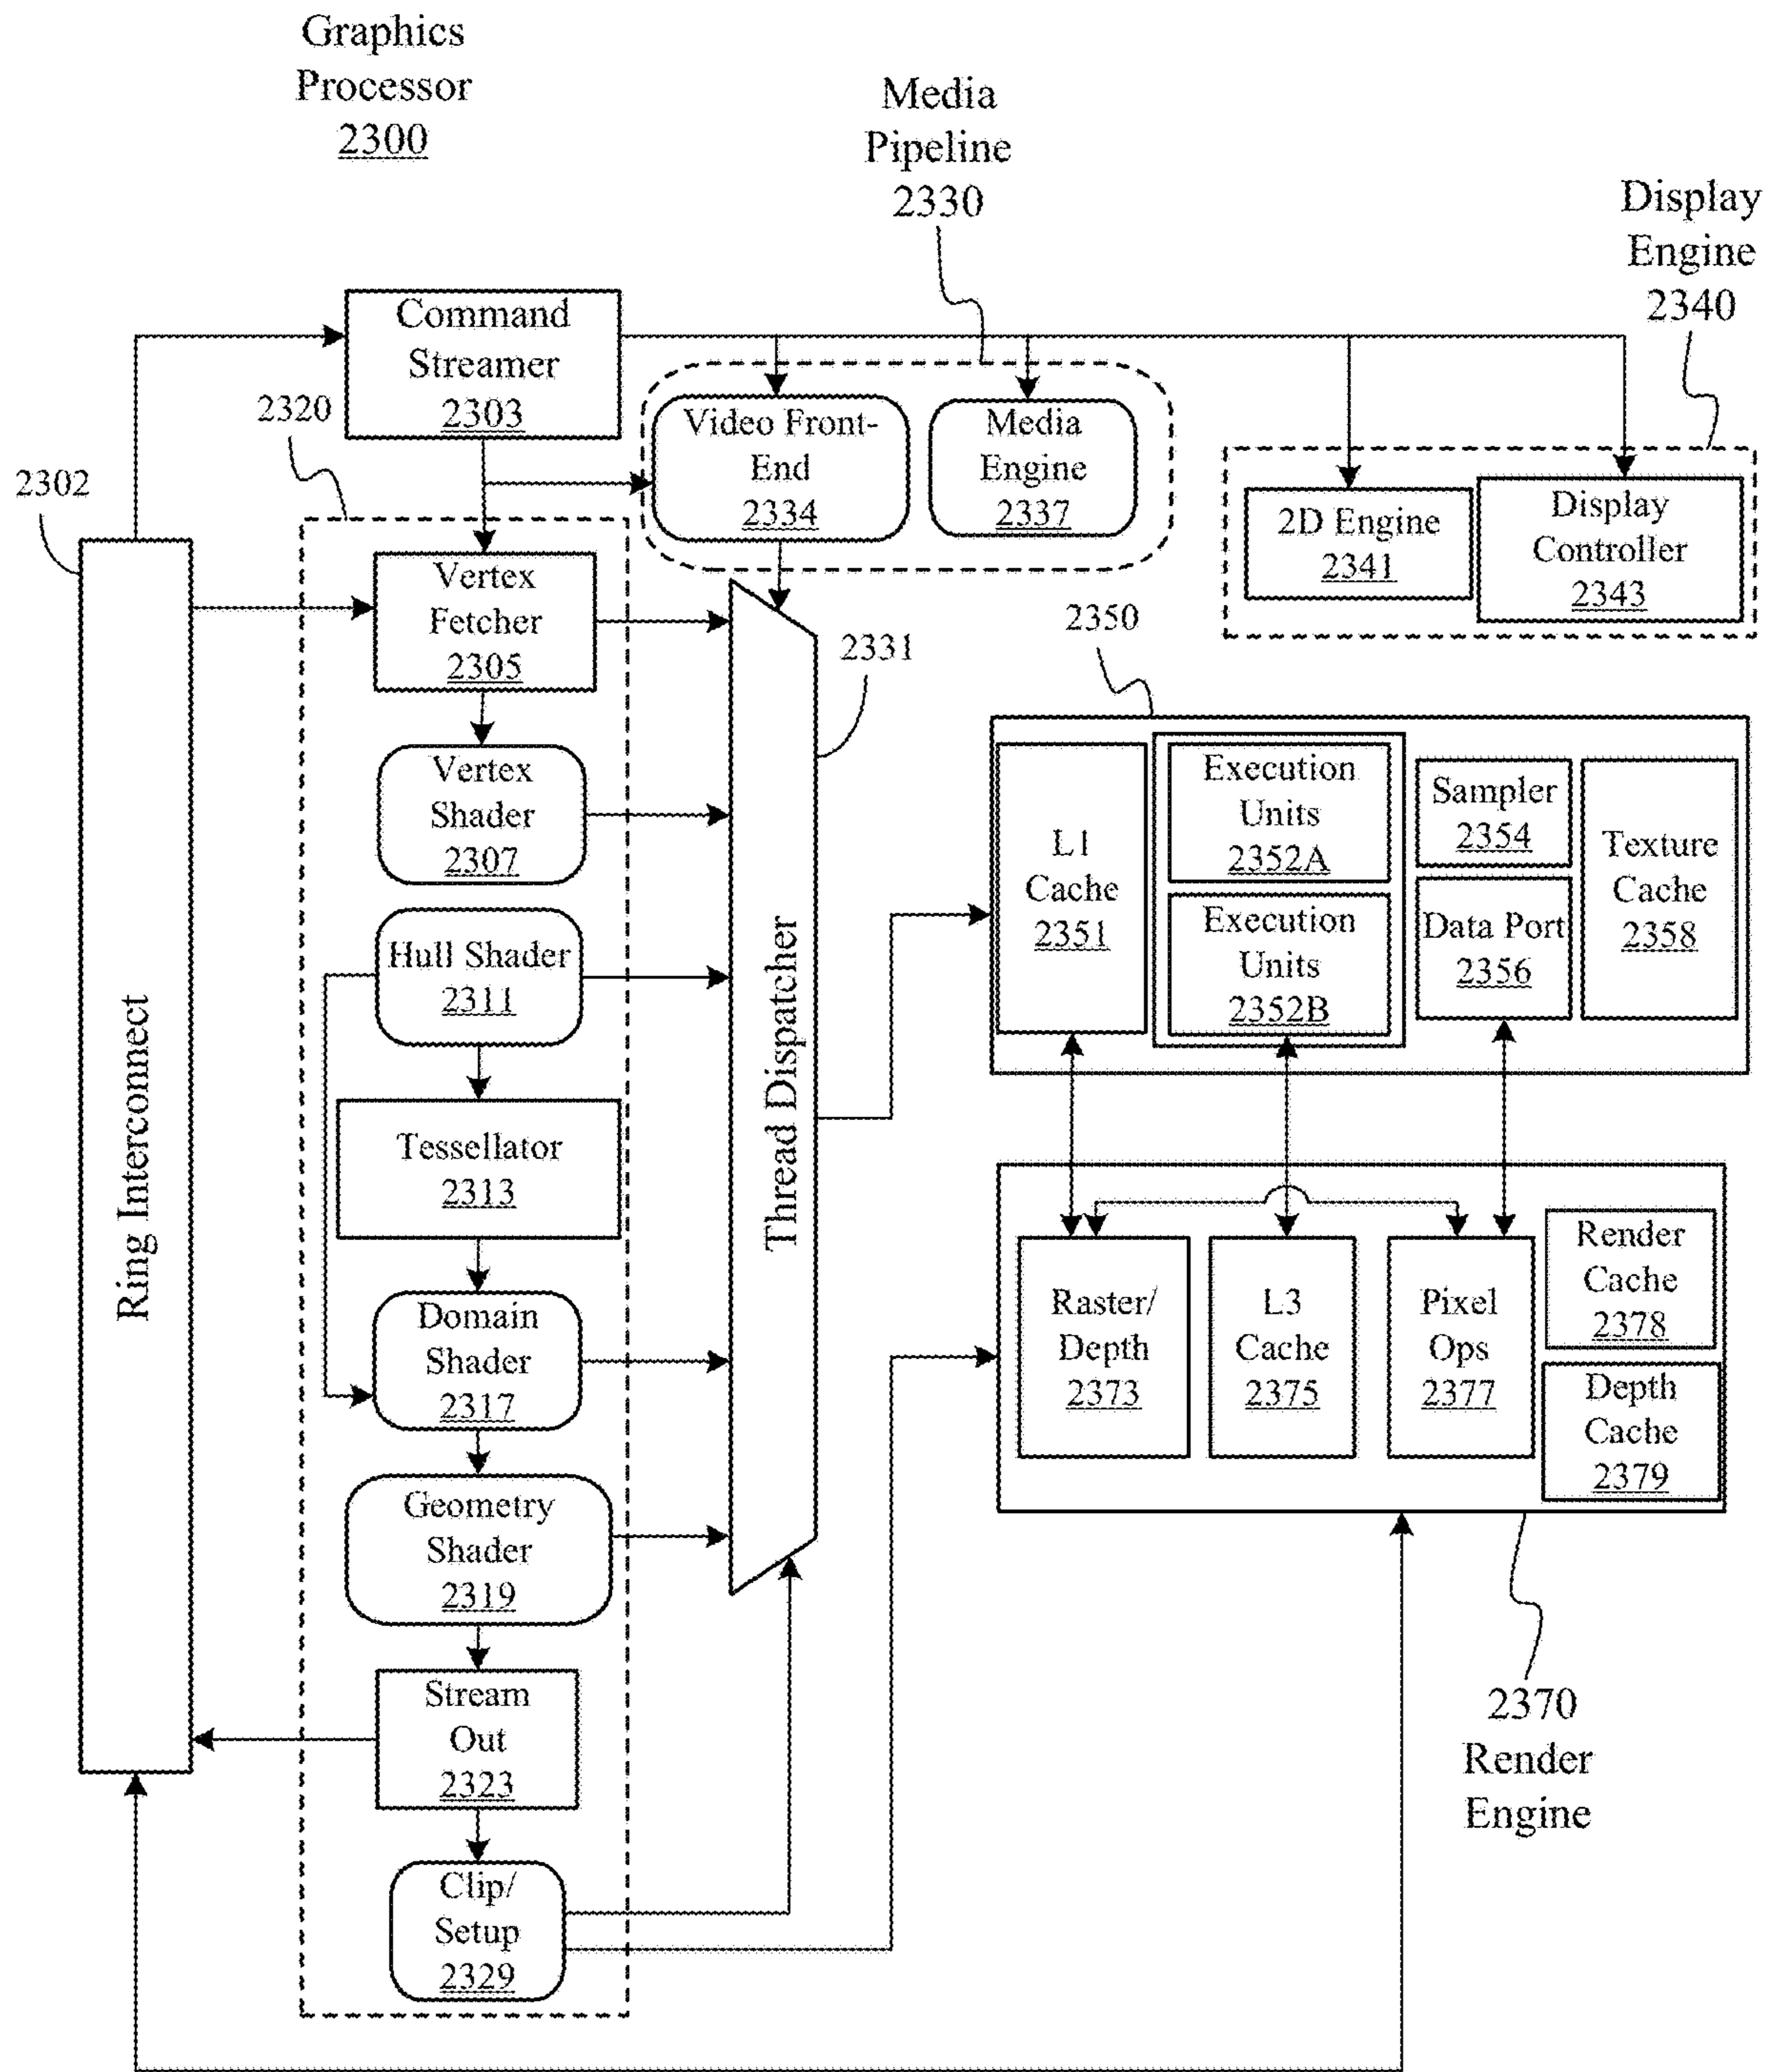 Graphics
Processor
2300
Media
Pipeline
2330
Display
Engine
2340
Command
Streamer
2303
2320
2302
Video Front-
End
2334
Media
Engine
2337
2D Engine
2341
Display
Controller
2343
Ring Interconnect
Vertex
Fetcher
2305
Vertex
Shader
2307
Hull Shader
2311
Tessellator
2313
Domain
Shader
2317
Geometry
Shader
2319
Stream
Out
2323
Clip/
Setup
2329
2331
Thread Dispatcher
2350
L1
Cache
2351
Execution
Units
2352A
Execution
Units
2352B
Sampler
2354
Data Port
2356
Texture
Cache
2358
Raster/
Depth
2373
L3
Cache
2375
Pixel
Ops
2377
Render
Cache
2378
Depth
Cache
2379
2370
Render
Engine